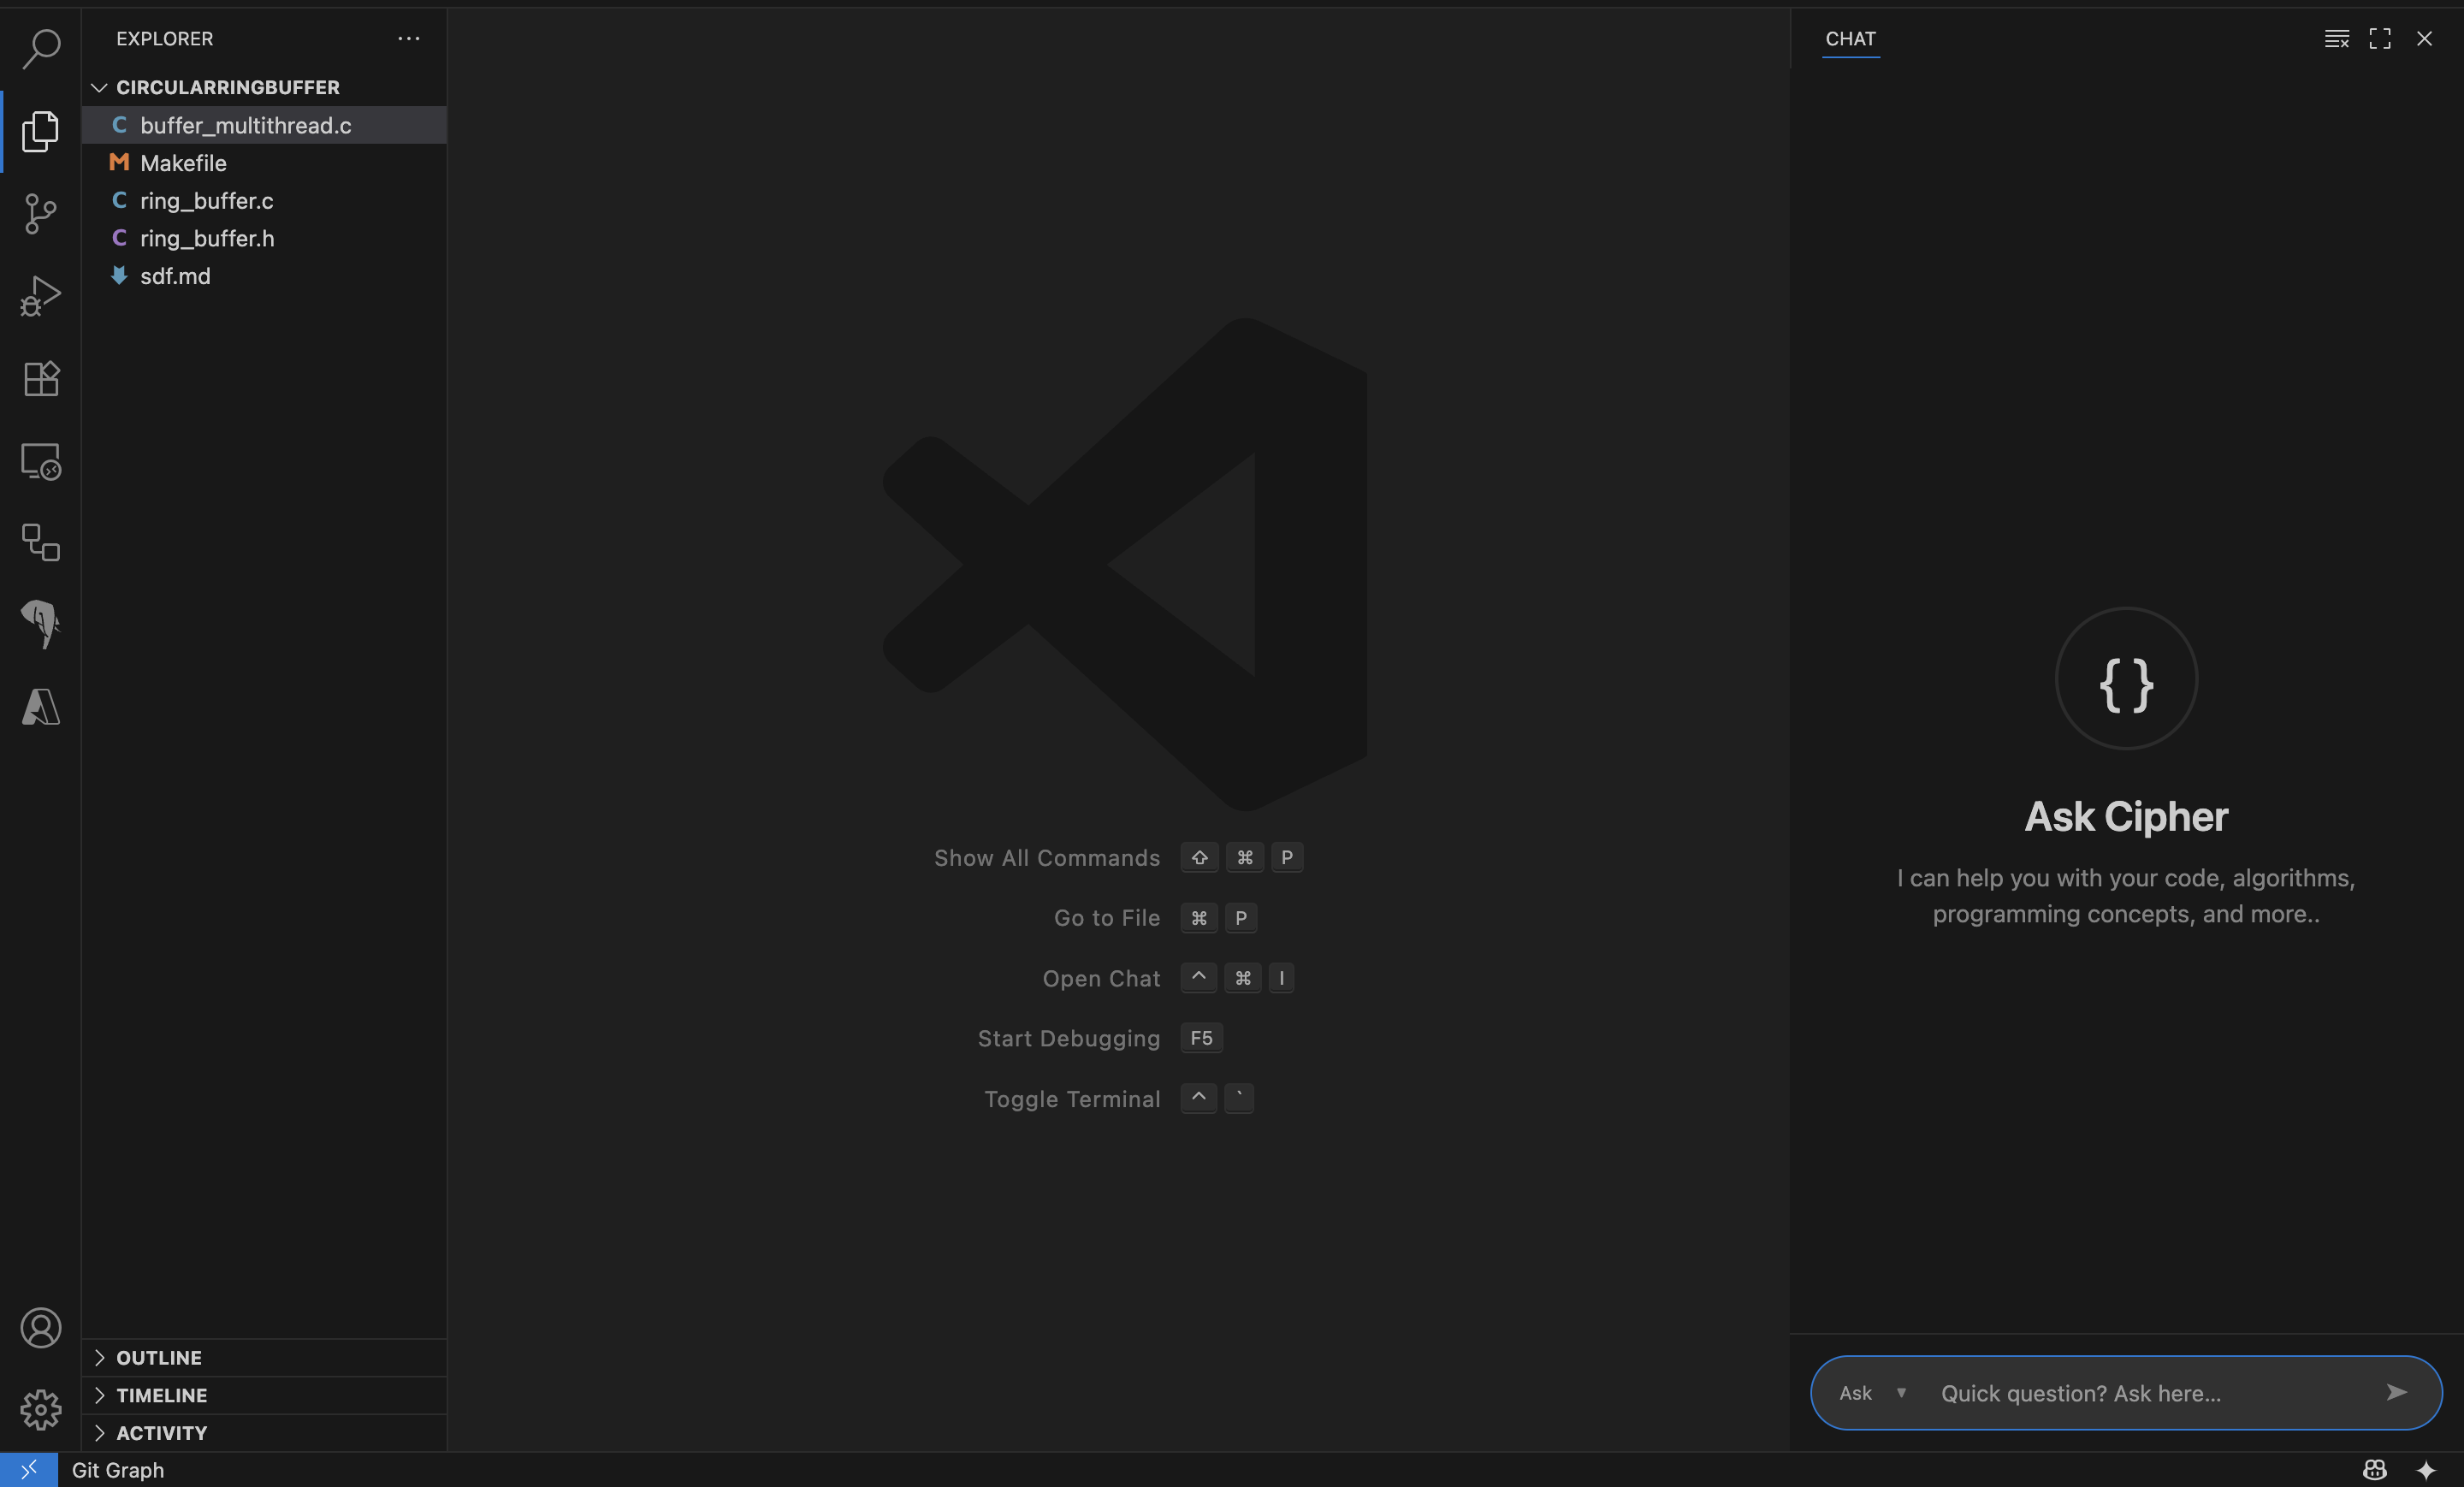 EXPLORER
CIRCULARRINGBUFFER
C buffer_multithread.c
M Makefile
C ring_buffer.c
C ring_buffer.h
sdf.md
OUTLINE
TIMELINE
ACTIVITY
Show All Commands ⇧ ⌘ P
Go to File ⌘ P
Open Chat ^ ⌘ I
Start Debugging F5
Toggle Terminal ^ `
CHAT
{}
Ask Cipher
I can help you with your code, algorithms,
programming concepts, and more..
Ask Quick question? Ask here...
Git Graph